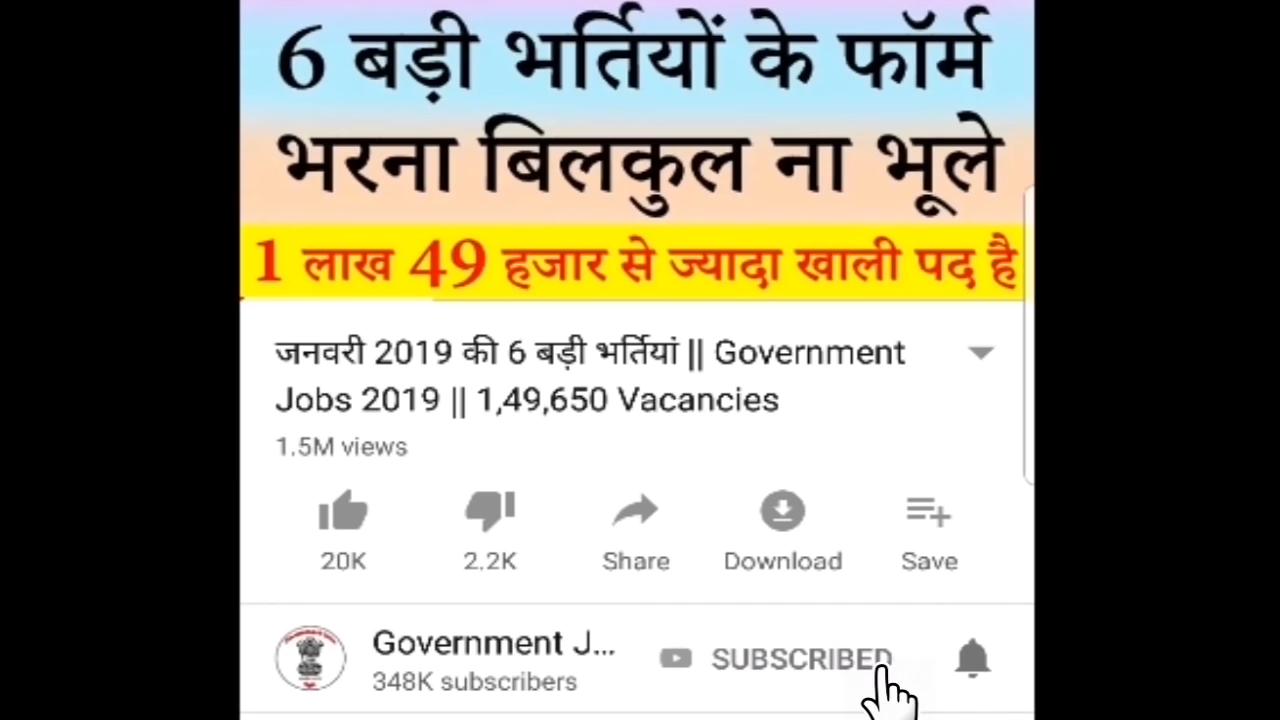 6 बड़ी भर्तियों के फॉर्म
भरना बिलकुल ना भूले
1 लाख 49 हजार से ज्यादा खाली पद है
जनवरी 2019 की 6 बड़ी भर्तियां || Government
Jobs 2019 || 1,49,650 Vacancies
1.5M views
20K 2.2K Share Download Save
Government J... SUBSCRIBED
348K subscribers